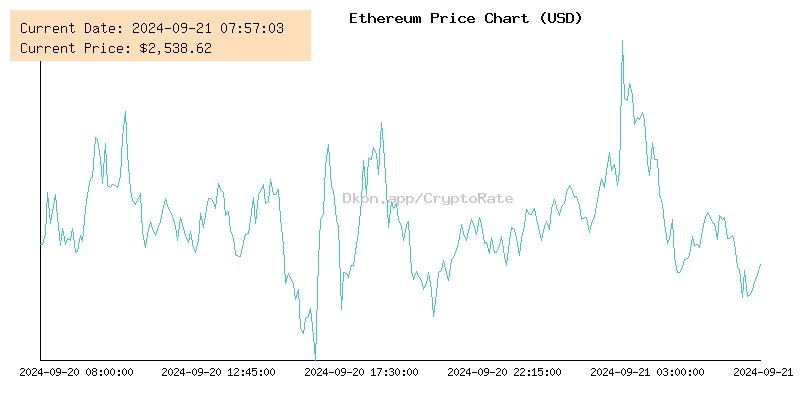 Ethereum Price Chart (USD)
Current Date: 2024-09-21 07:57:03
Current Price: $2,538.62
Dkon.app/CryptoRate
2024-09-20 08:00:00
2024-09-20 12:45:00
2024-09-20 17:30:00
2024-09-20 22:15:00
2024-09-21 03:00:00
2024-09-21